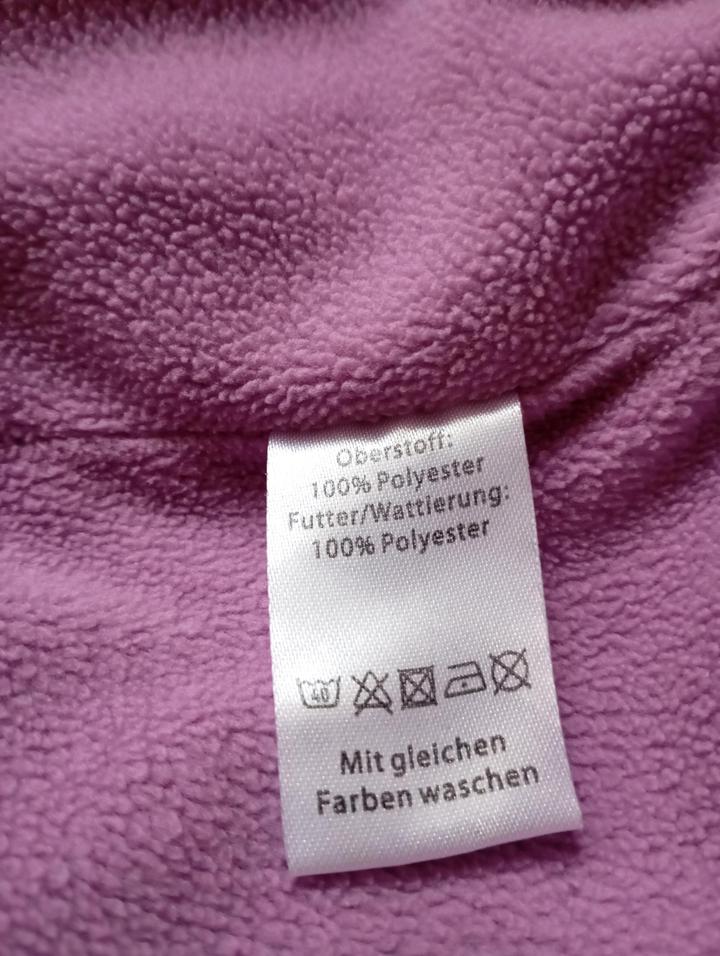 Oberstoff:
100% Polyester
Futter/Wattierung:
100% Polyester
40
Mit gleichen
Farben waschen